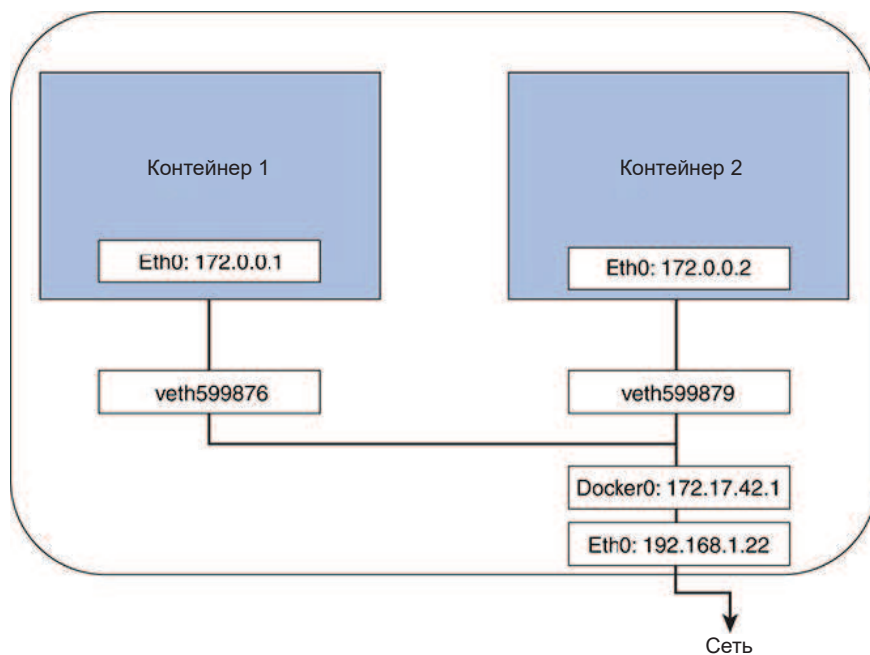 Контейнер 1
Контейнер 2
Eth0: 172.0.0.1
Eth0: 172.0.0.2
veth599876
veth599879
Docker0: 172.17.42.1
Eth0: 192.168.1.22
Сеть